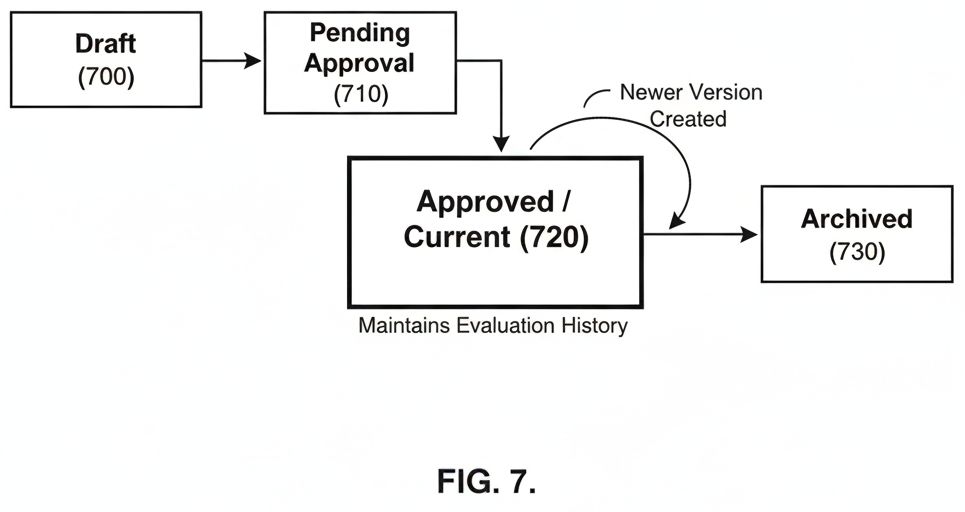 Draft
(700)
Pending
Approval
(710)
Newer Version
Created
Approved /
Current (720)
Archived
(730)
Maintains Evaluation History
FIG. 7.